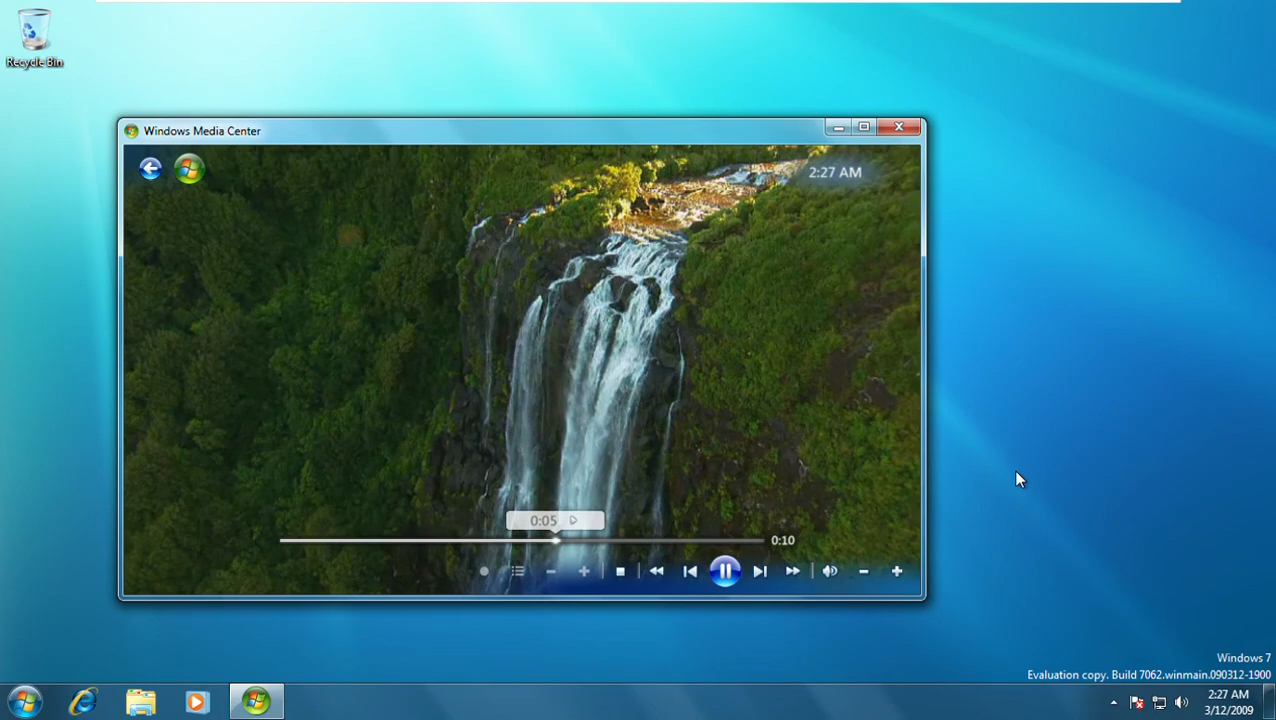 Recycle Bin
Windows Media Center
2:27 AM
0:05
0:10
Windows 7
Evaluation copy. Build 7062.winmain.090312-1900
2:27 AM
3/12/2009